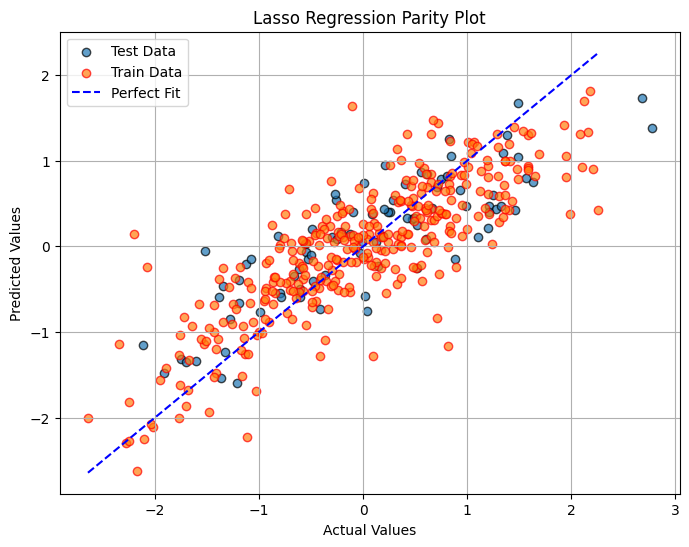 Lasso Regression Parity Plot
Test Data
Train Data
Perfect Fit
2
1
0
−1
−2
Predicted Values
−2 −1 0 1 2 3
Actual Values